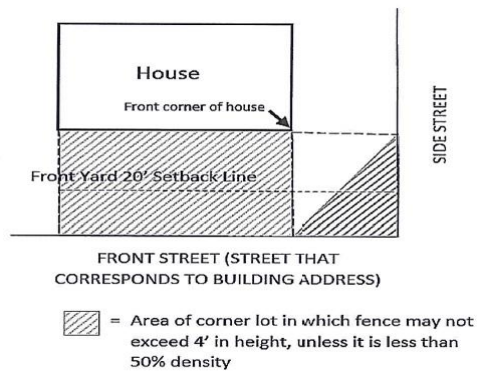 House
Front corner of house
SIDE STREET
Front Yard 20' Setback Line
FRONT STREET (STREET THAT
CORRESPONDS TO BUILDING ADDRESS)
= Area of corner lot in which fence may not
exceed 4' in height, unless it is less than
50% density